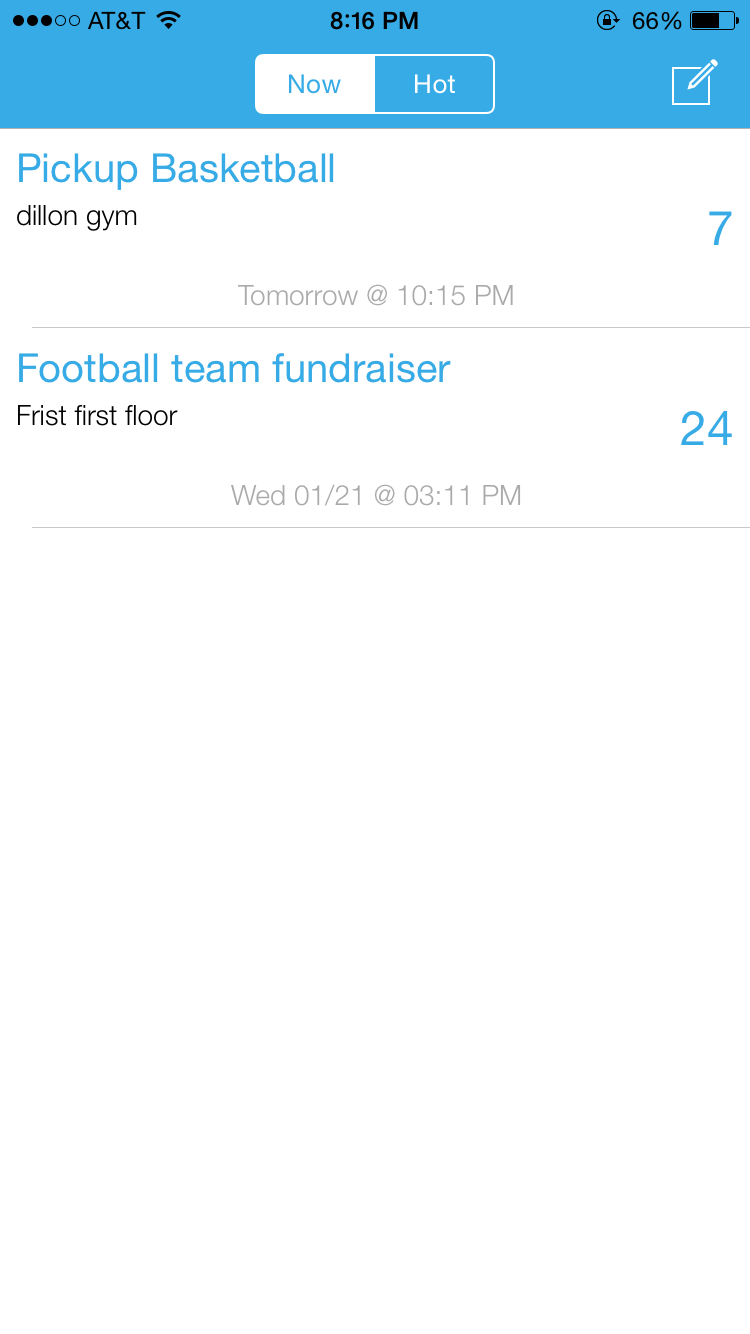 AT&T 8:16 PM 66%
Now Hot
Pickup Basketball
dillon gym
7
Tomorrow @ 10:15 PM
Football team fundraiser
Frist first floor
24
Wed 01/21 @ 03:11 PM